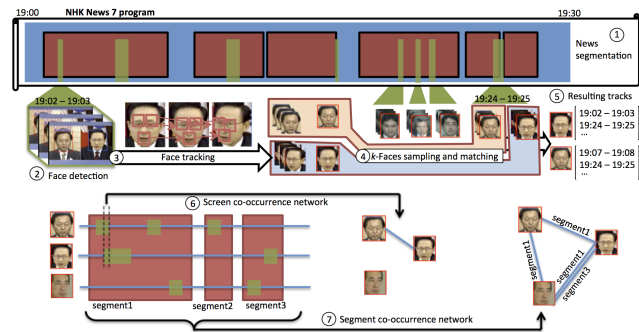 19:00
NHK News 7 program
19:30
1
News
segmentation
19:02 – 19:03
19:24 – 19:25
5 Resulting tracks
19:02 – 19:03
19:24 – 19:25
...
19:07 – 19:08
19:24 – 19:25
...
2 Face detection
3 Face tracking
4 k-Faces sampling and matching
6 Screen co-occurrence network
segment1
segment1
segment1
segment3
segment1
segment2
segment3
7 Segment co-occurrence network